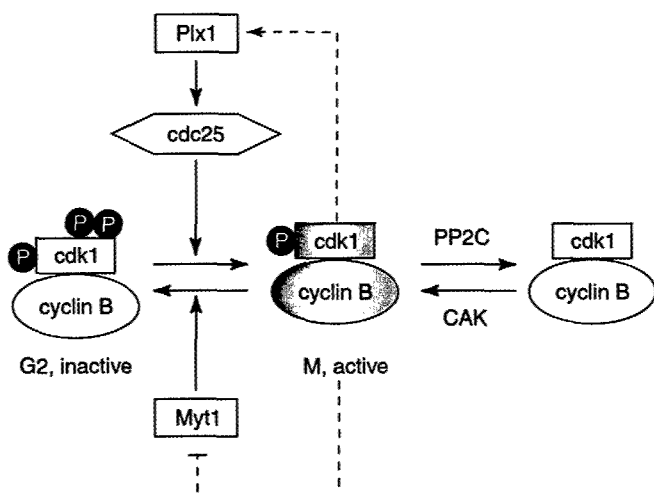 Plx1
cdc25
P P
P cdk1
P cdk1
PP2C
cdk1
cyclin B
cyclin B
CAK
cyclin B
G2, inactive
M, active
Myt1